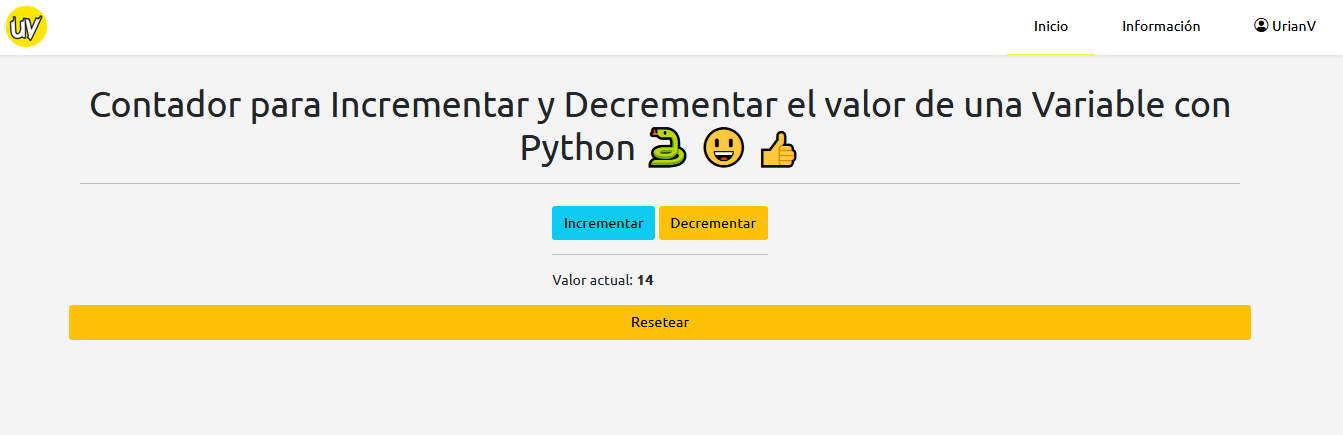 UV
Inicio Información UrianV
Contador para Incrementar y Decrementar el valor de una Variable con
Python 🐍 😃 👍
Incrementar Decrementar
Valor actual: 14
Resetear